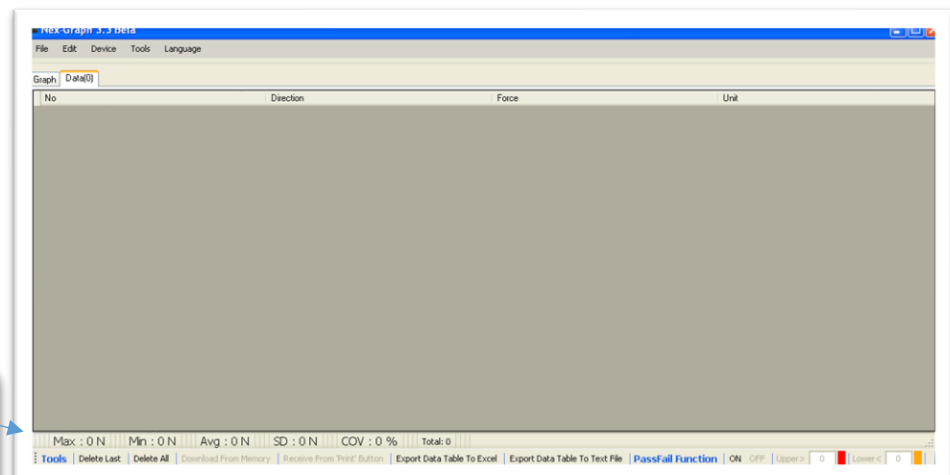 Nex-Graph 3.3 Beta
File Edit Device Tools Language
Graph Data(0)
No Direction Force Unit
Max : 0 N Min : 0 N Avg : 0 N SD : 0 N COV : 0 % Total: 0
Tools Delete Last Delete All Download From Memory Receive From 'Print' Button Export Data Table To Excel Export Data Table To Text File PassFail Function ON OFF Upper > 0 Lower < 0